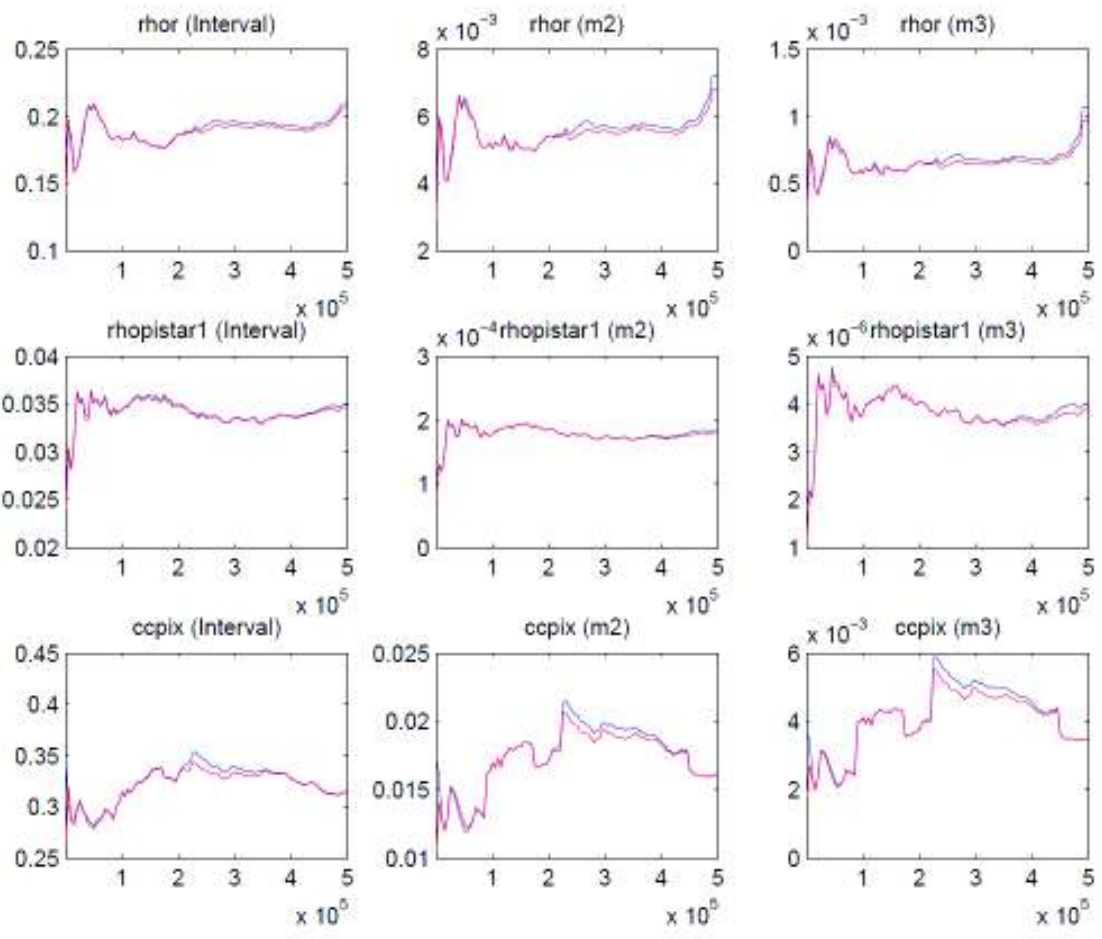 rhor (Interval)
0.25
0.2
0.15
0.1
1 2 3 4 5
x 10^5
x 10^-3 rhor (m2)
8
6
4
2
1 2 3 4 5
x 10^5
x 10^-3 rhor (m3)
1.5
1
0.5
0
1 2 3 4 5
x 10^5
rhopistar1 (Interval)
0.04
0.035
0.03
0.025
0.02
1 2 3 4 5
x 10^5
x 10^-4 rhopistar1 (m2)
3
2
1
0
1 2 3 4 5
x 10^5
x 10^-6 rhopistar1 (m3)
5
4
3
2
1
1 2 3 4 5
x 10^5
ccpix (Interval)
0.45
0.4
0.35
0.3
0.25
1 2 3 4 5
x 10^5
ccpix (m2)
0.025
0.02
0.015
0.01
1 2 3 4 5
x 10^5
x 10^-3 ccpix (m3)
6
4
2
0
1 2 3 4 5
x 10^5